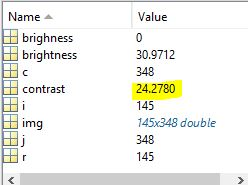 Name Value
brighness 0
brightness 30.9712
c 348
contrast 24.2780
i 145
img 145x348 double
j 348
r 145